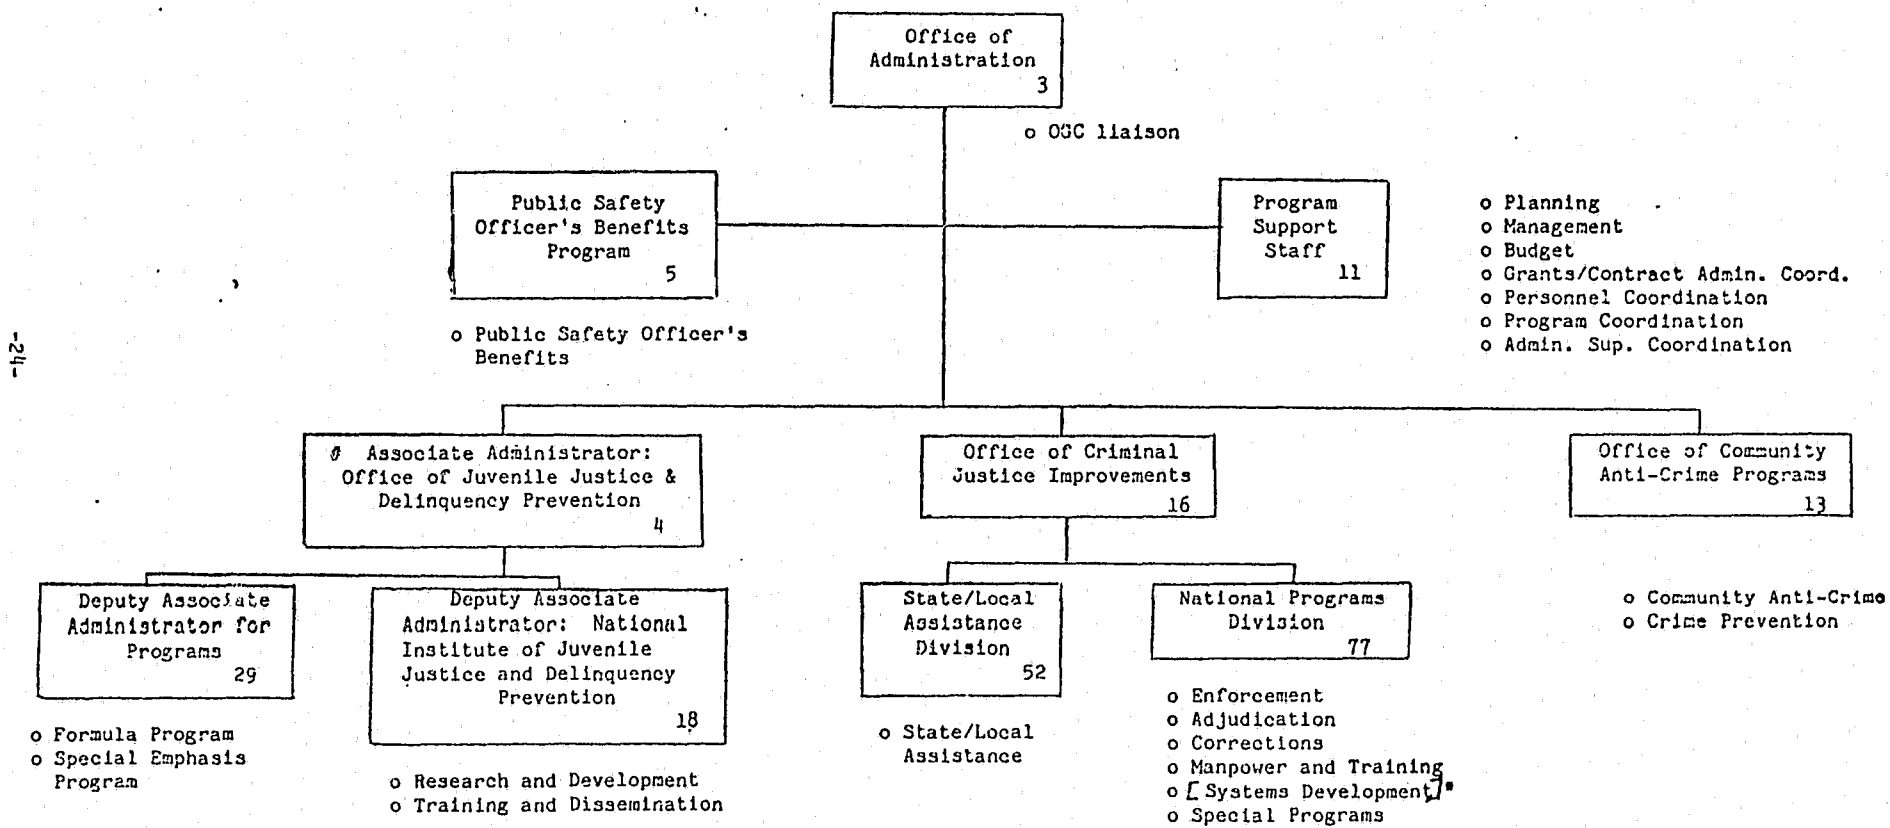 Office of
Administration
3
o OGC liaison
Public Safety
Officer's Benefits
Program
5
o Public Safety Officer's
Benefits
Program
Support
Staff
11
o Planning
o Management
o Budget
o Grants/Contract Admin. Coord.
o Personnel Coordination
o Program Coordination
o Admin. Sup. Coordination
-24-
Associate Administrator:
Office of Juvenile Justice &
Delinquency Prevention
4
Office of Criminal
Justice Improvements
16
Office of Community
Anti-Crime Programs
13
Deputy Associate
Administrator for
Programs
29
o Formula Program
o Special Emphasis
Program
Deputy Associate
Administrator: National
Institute of Juvenile
Justice and Delinquency
Prevention
18
o Research and Development
o Training and Dissemination
State/Local
Assistance
Division
52
o State/Local
Assistance
National Programs
Division
77
o Enforcement
o Adjudication
o Corrections
o Manpower and Training
o [Systems Development]*
o Special Programs
o Community Anti-Crime
o Crime Prevention